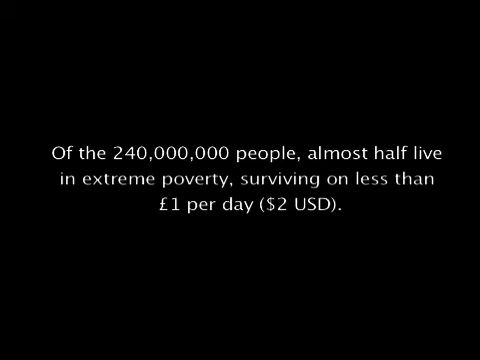 Of the 240,000,000 people, almost half live
in extreme poverty, surviving on less than
£1 per day ($2 USD).